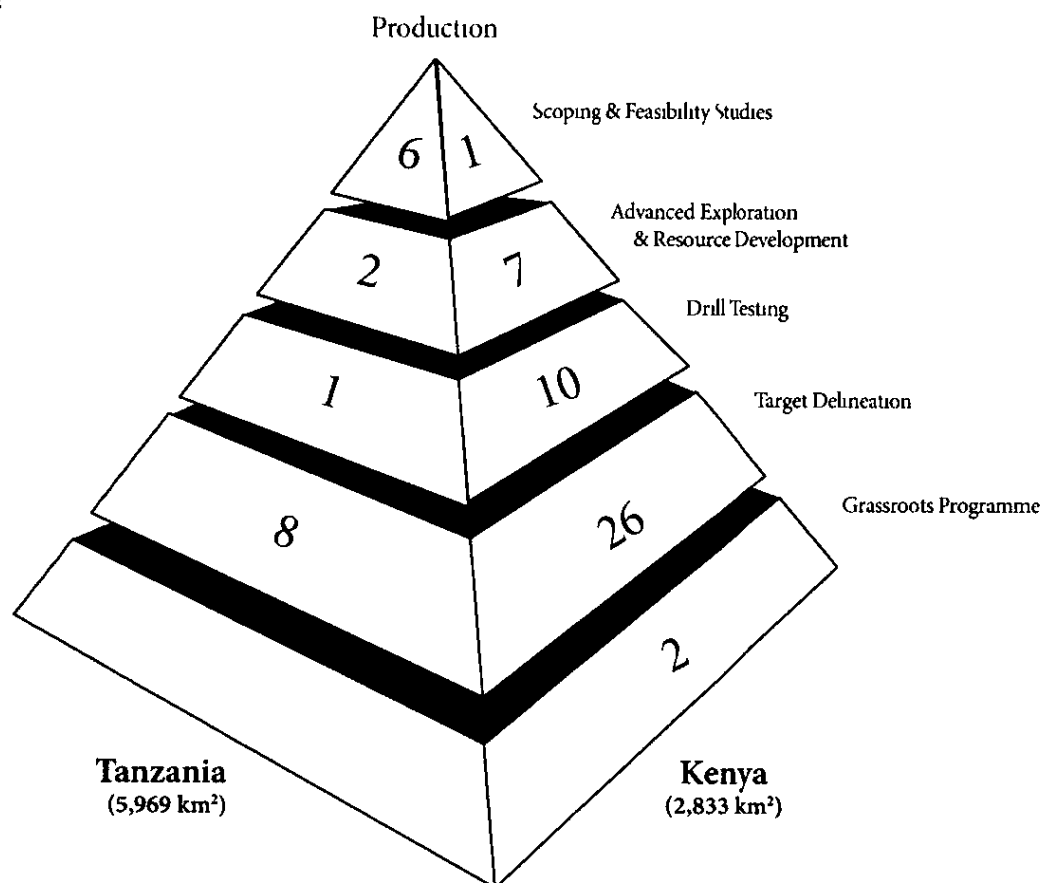 Production
Scoping & Feasibility Studies
6 1
Advanced Exploration
& Resource Development
2 7
Drill Testing
1 10
Target Delineation
8 26
Grassroots Programme
2
Tanzania
(5,969 km²)
Kenya
(2,833 km²)